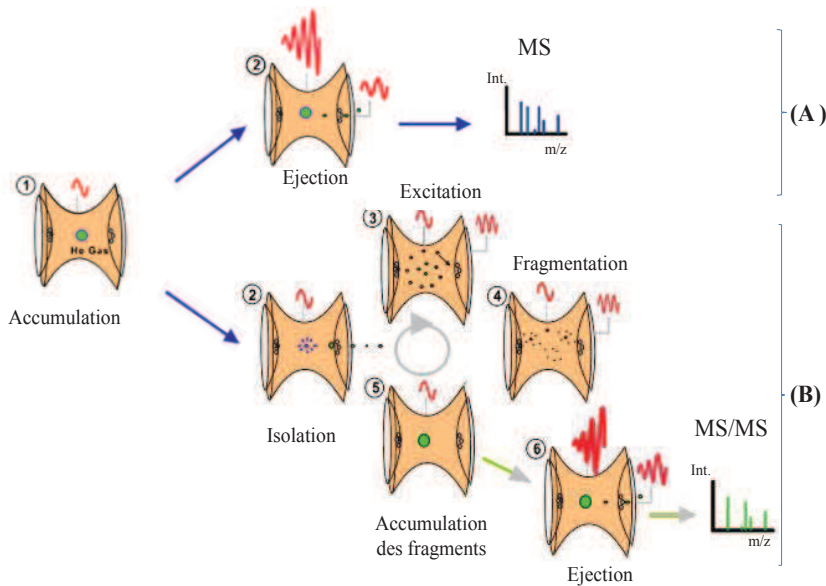 MS
②
Int.
m/z
(A)
Ejection
Excitation
①
He Gas
Accumulation
③
Fragmentation
②
④
Isolation
⑤
(B)
MS/MS
⑥
Int.
m/z
Accumulation
des fragments
Ejection